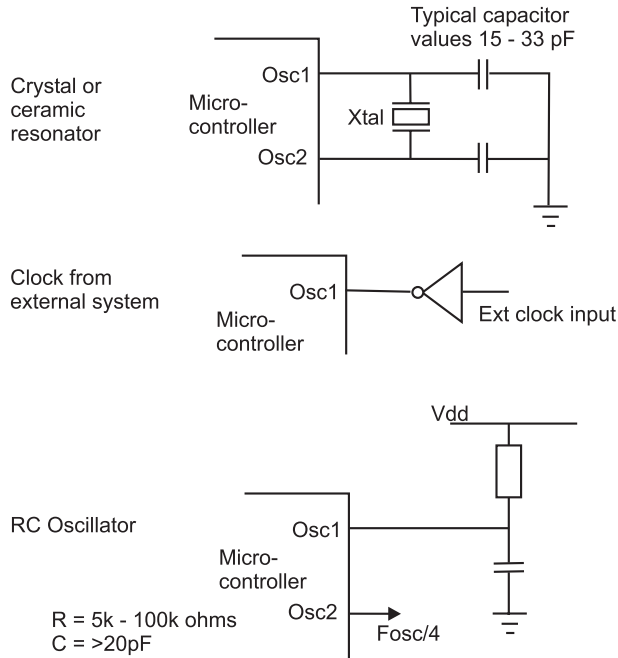 Typical capacitor
values 15 - 33 pF
Crystal or
ceramic
resonator
Osc1
Micro-
controller
Xtal
Osc2
Clock from
external system
Osc1
Micro-
controller
Ext clock input
Vdd
RC Oscillator
Osc1
Micro-
controller
Osc2
Fosc/4
R = 5k - 100k ohms
C = >20pF